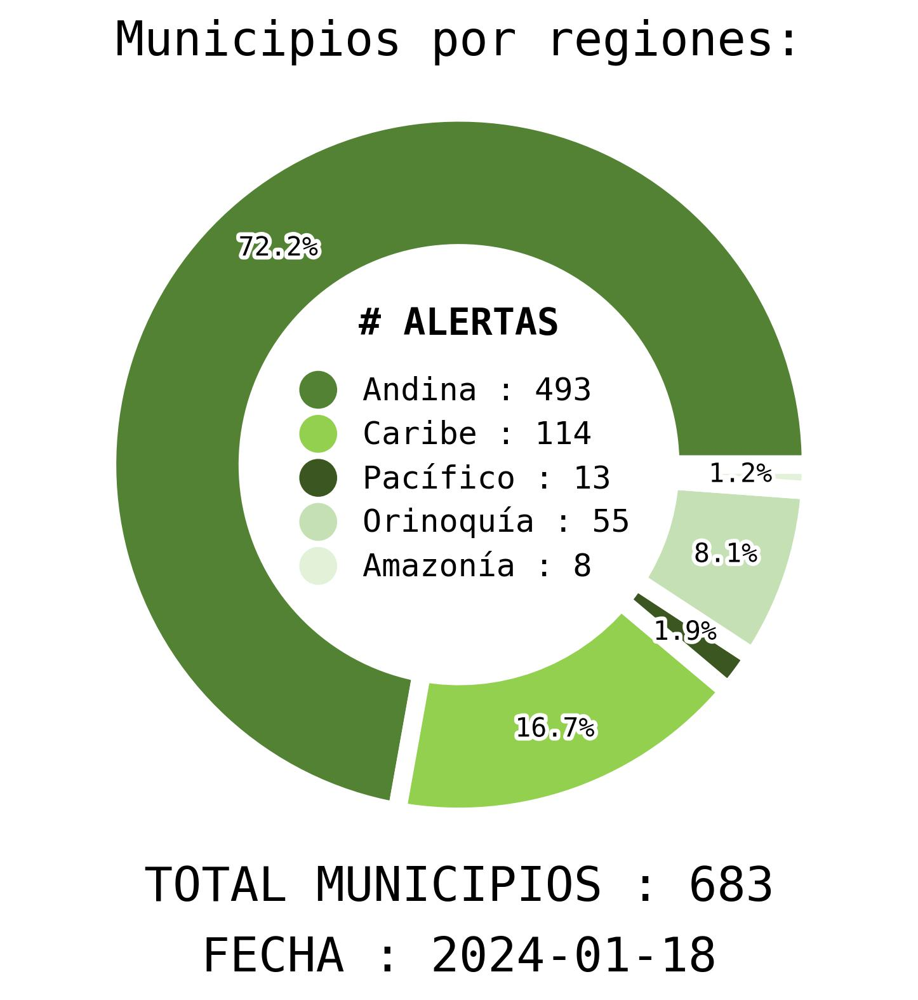 Municipios por regiones:
72.2%
# ALERTAS
Andina : 493
Caribe : 114
Pacífico : 13
Orinoquía : 55
Amazonía : 8
1.2%
8.1%
1.9%
16.7%
TOTAL MUNICIPIOS : 683
FECHA : 2024-01-18